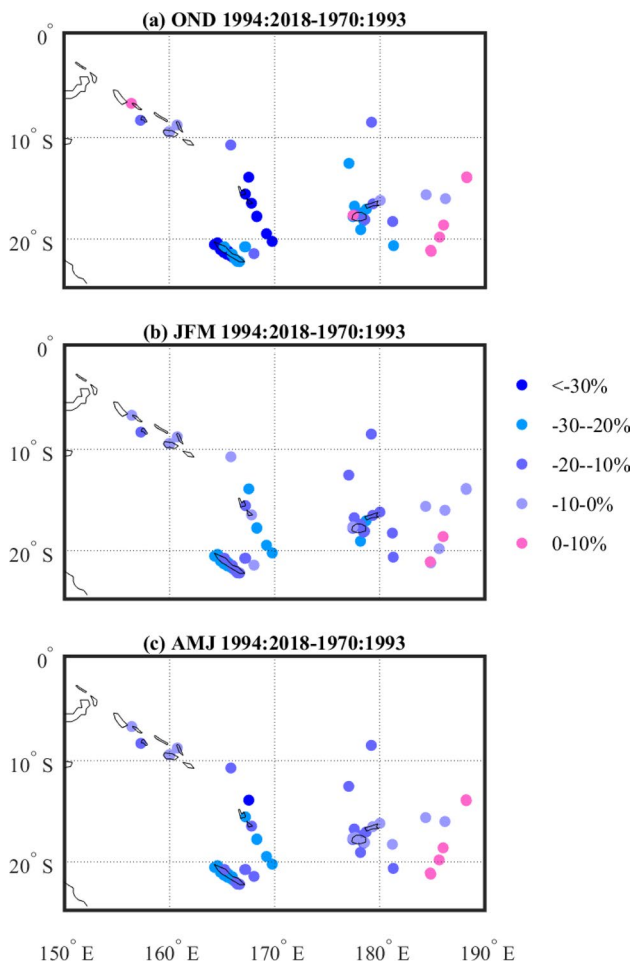 (a) OND 1994:2018-1970:1993
0°
10° S
20° S
(b) JFM 1994:2018-1970:1993
0°
10° S
20° S
<-30%
-30--20%
-20--10%
-10-0%
0-10%
(c) AMJ 1994:2018-1970:1993
0°
10° S
20° S
150° E 160° E 170° E 180° E 190° E